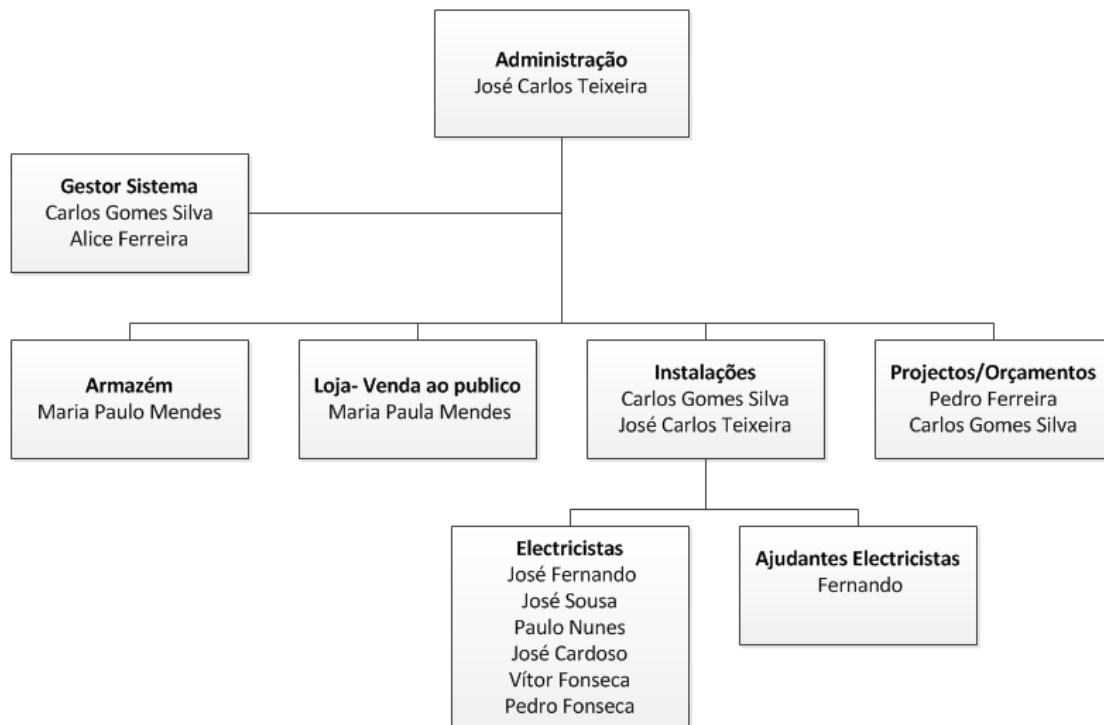 Administração
José Carlos Teixeira
Gestor Sistema
Carlos Gomes Silva
Alice Ferreira
Armazém
Maria Paulo Mendes
Loja- Venda ao publico
Maria Paula Mendes
Instalações
Carlos Gomes Silva
José Carlos Teixeira
Projectos/Orçamentos
Pedro Ferreira
Carlos Gomes Silva
Electricistas
José Fernando
José Sousa
Paulo Nunes
José Cardoso
Vítor Fonseca
Pedro Fonseca
Ajudantes Electricistas
Fernando